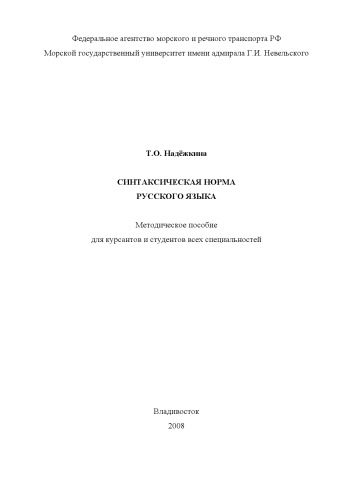 Федеральное агентство морского и речного транспорта РФ
Морской государственный университет имени адмирала Г.И. Невельского
Т.О. Надёжкина
СИНТАКСИЧЕСКАЯ НОРМА
РУССКОГО ЯЗЫКА
Методическое пособие
для курсантов и студентов всех специальностей
Владивосток
2008